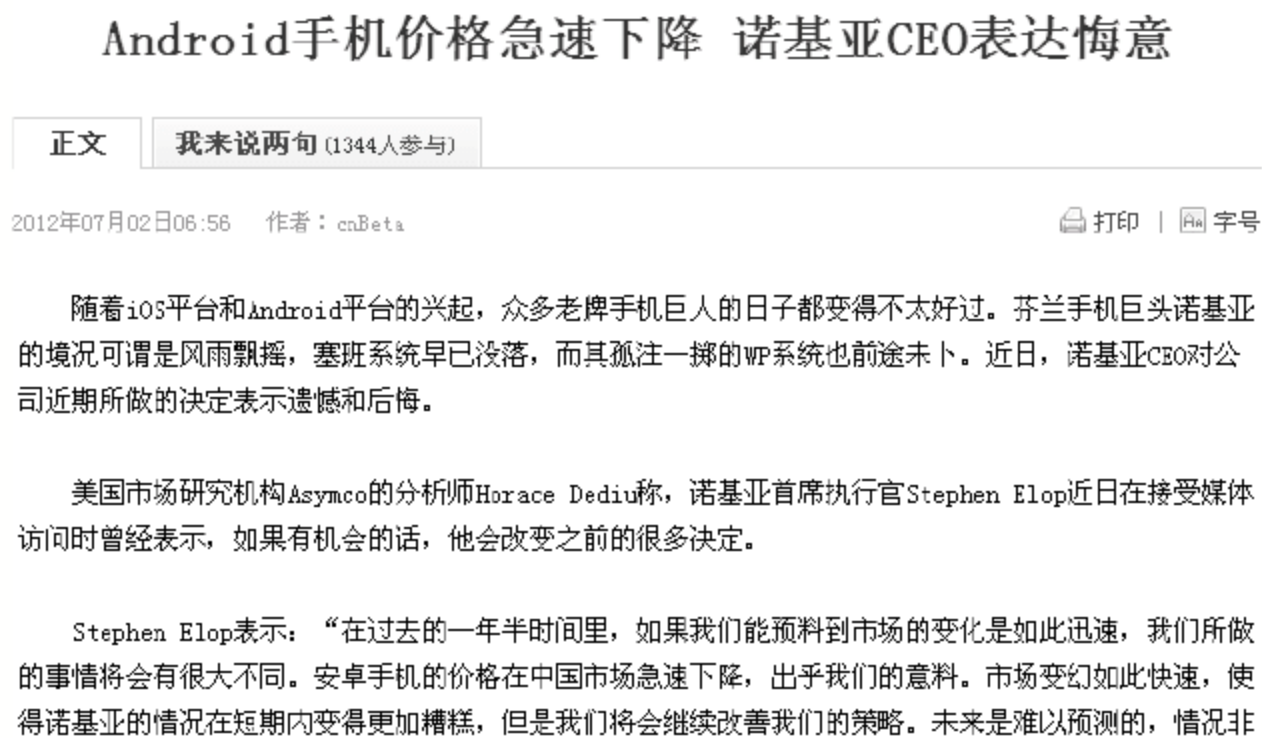 Android手机价格急速下降 诺基亚CEO表达悔意
正文 我来说两句(1344人参与)
2012年07月02日06:56 作者：cnBeta 打印 | Aa 字号
随着iOS平台和Android平台的兴起，众多老牌手机巨人的日子都变得不太好过。芬兰手机巨头诺基亚
的境况可谓是风雨飘摇，塞班系统早已没落，而其孤注一掷的WP系统也前途未卜。近日，诺基亚CEO对公
司近期所做的决定表示遗憾和后悔。
美国市场研究机构Asymco的分析师Horace Dediu称，诺基亚首席执行官Stephen Elop近日在接受媒体
访问时曾经表示，如果有机会的话，他会改变之前的很多决定。
Stephen Elop表示：“在过去的一年半时间里，如果我们能预料到市场的变化是如此迅速，我们所做
的事情将会有很大不同。安卓手机的价格在中国市场急速下降，出乎我们的意料。市场变幻如此快速，使
得诺基亚的情况在短期内变得更加糟糕，但是我们将会继续改善我们的策略。未来是难以预测的，情况非